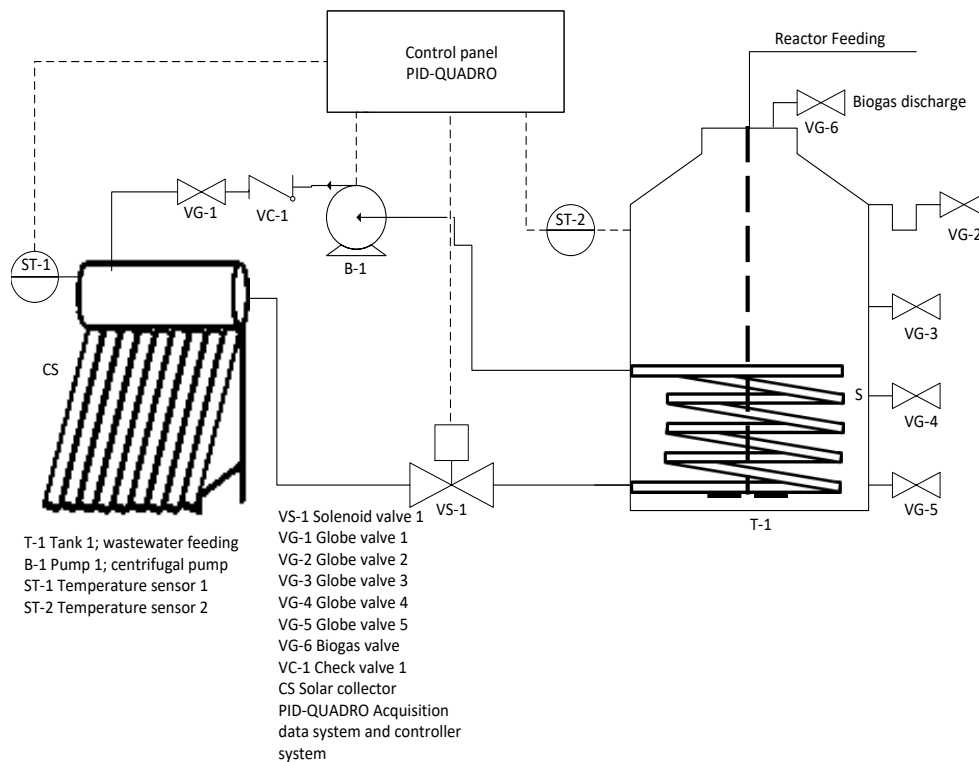 Control panel
PID-QUADRO
Reactor Feeding
Biogas discharge
VG-6
VG-1
VC-1
B-1
ST-2
VG-2
ST-1
VG-3
CS
S
VG-4
VS-1
T-1
VG-5
T-1 Tank 1; wastewater feeding
B-1 Pump 1; centrifugal pump
ST-1 Temperature sensor 1
ST-2 Temperature sensor 2
VS-1 Solenoid valve 1
VG-1 Globe valve 1
VG-2 Globe valve 2
VG-3 Globe valve 3
VG-4 Globe valve 4
VG-5 Globe valve 5
VG-6 Biogas valve
VC-1 Check valve 1
CS Solar collector
PID-QUADRO Acquisition
data system and controller
system